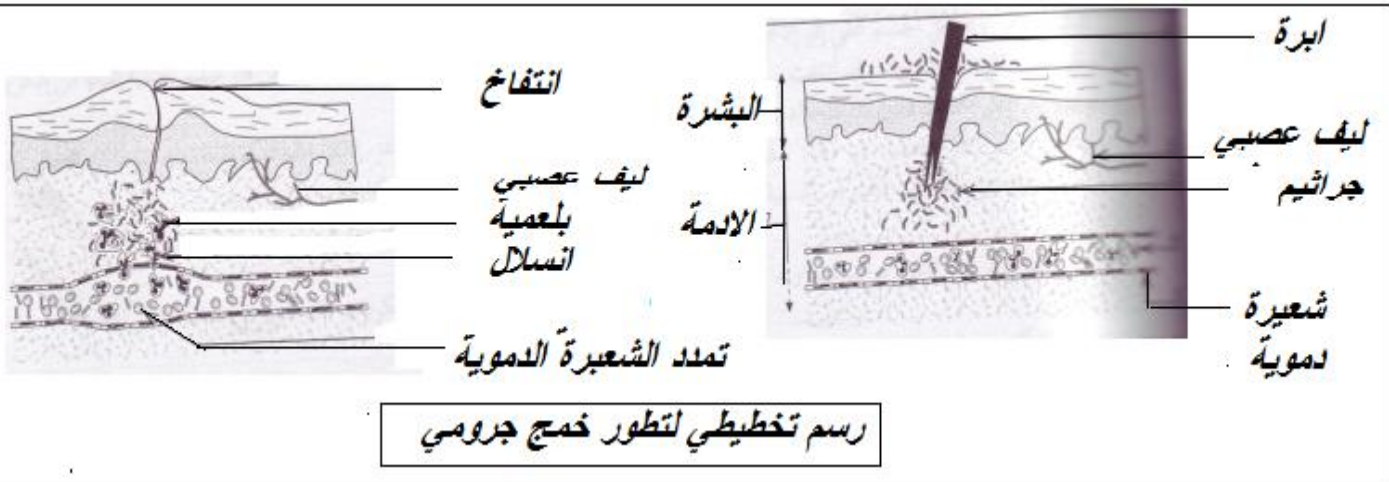 ابرة
البشرة
ليف عصبي
جراثيم
الادمة
شعيرة
دموية
انتفاخ
ليف عصبي
بلعمية
انسلال
تمدد الشعبرة الدموية
رسم تخطيطي لتطور خمج جرومي